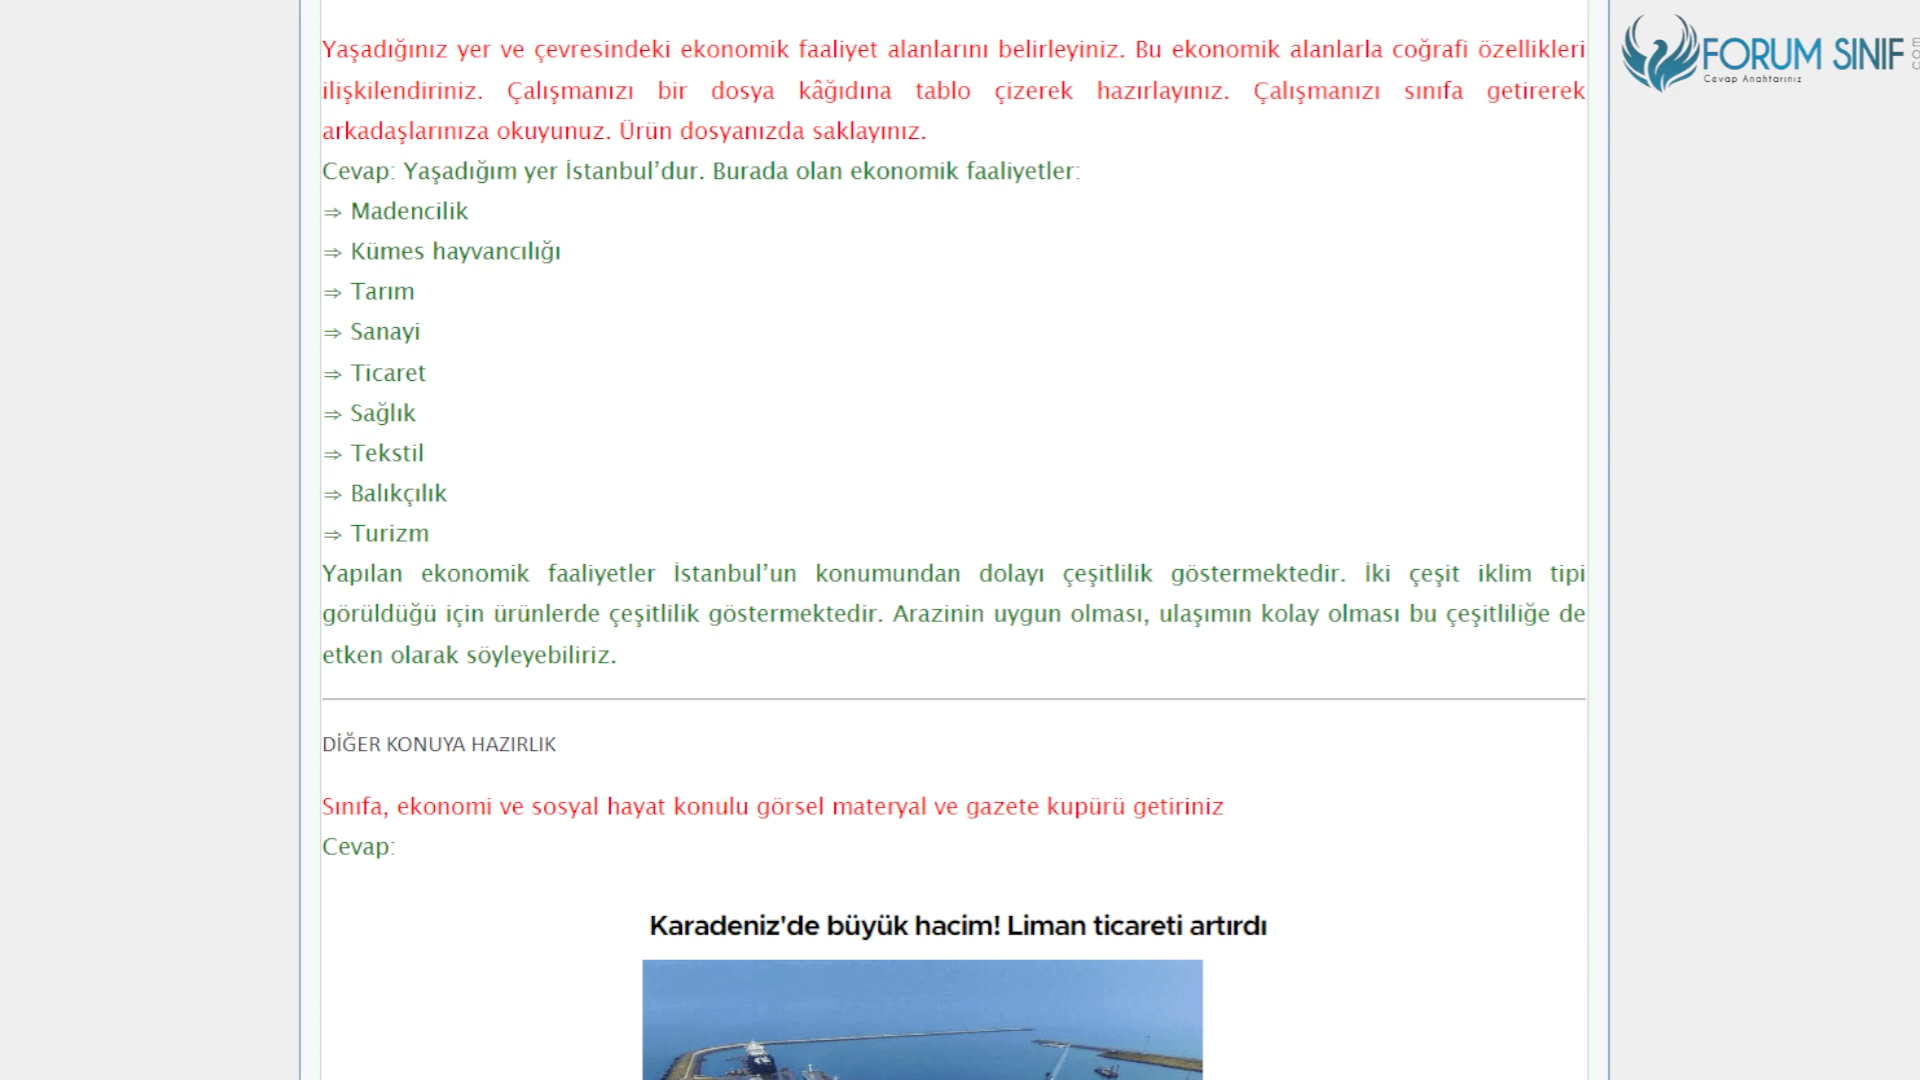 Yaşadığınız yer ve çevresindeki ekonomik faaliyet alanlarını belirleyiniz. Bu ekonomik alanlarla coğrafi özellikleri
ilişkilendiriniz. Çalışmanızı bir dosya kâğıdına tablo çizerek hazırlayınız. Çalışmanızı sınıfa getirerek
arkadaşlarınıza okuyunuz. Ürün dosyanızda saklayınız.
Cevap: Yaşadığım yer İstanbul’dur. Burada olan ekonomik faaliyetler:
⇒ Madencilik
⇒ Kümes hayvancılığı
⇒ Tarım
⇒ Sanayi
⇒ Ticaret
⇒ Sağlık
⇒ Tekstil
⇒ Balıkçılık
⇒ Turizm
Yapılan ekonomik faaliyetler İstanbul’un konumundan dolayı çeşitlilik göstermektedir. İki çeşit iklim tipi
görüldüğü için ürünlerde çeşitlilik göstermektedir. Arazinin uygun olması, ulaşımın kolay olması bu çeşitliliğe de
etken olarak söyleyebiliriz.
DİĞER KONUYA HAZIRLIK
Sınıfa, ekonomi ve sosyal hayat konulu görsel materyal ve gazete kupürü getiriniz
Cevap:
Karadeniz'de büyük hacim! Liman ticareti artırdı
FORUM SINIF
Cevap Anahtarınız